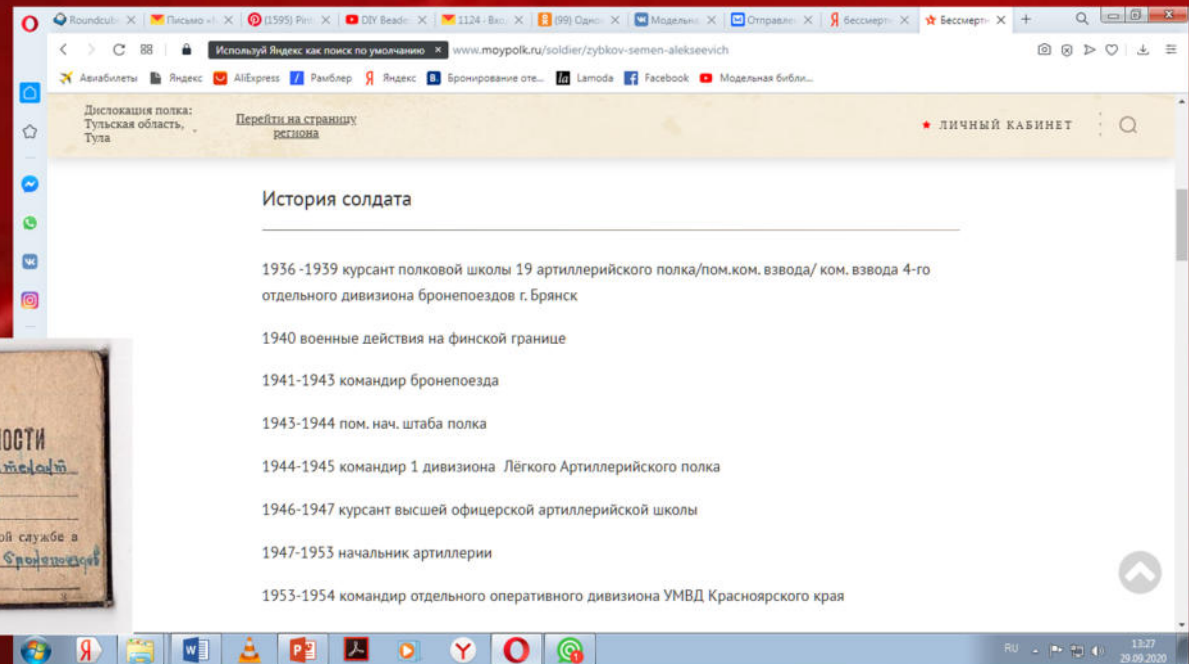 Roundcub
Письмо «
(1595) Pin
DIY Beade
1124 - Вхо
(99) Одно
Модельна
Отправле
бессмерт
Бессмерт
Используй Яндекс как поиск по умолчанию
www.moypolk.ru/soldier/zybkov-semen-alekseevich
Авиабилеты Яндекс AliExpress Рамблер Яндекс Бронирование оте... Lamoda Facebook Модельная библи...
Дислокация полка:
Тульская область,
Тула
Перейти на страницу
региона
ЛИЧНЫЙ КАБИНЕТ
История солдата
1936 -1939 курсант полковой школы 19 артиллерийского полка/пом.ком. взвода/ ком. взвода 4-го
отдельного дивизиона бронепоездов г. Брянск
1940 военные действия на финской границе
1941-1943 командир бронепоезда
1943-1944 пом. нач. штаба полка
1944-1945 командир 1 дивизиона Лёгкого Артиллерийского полка
1946-1947 курсант высшей офицерской артиллерийской школы
1947-1953 начальник артиллерии
1953-1954 командир отдельного оперативного дивизиона УМВД Красноярского края
НОСТИ
ой службе в
бронепоездов
RU
13:27
29.09.2020